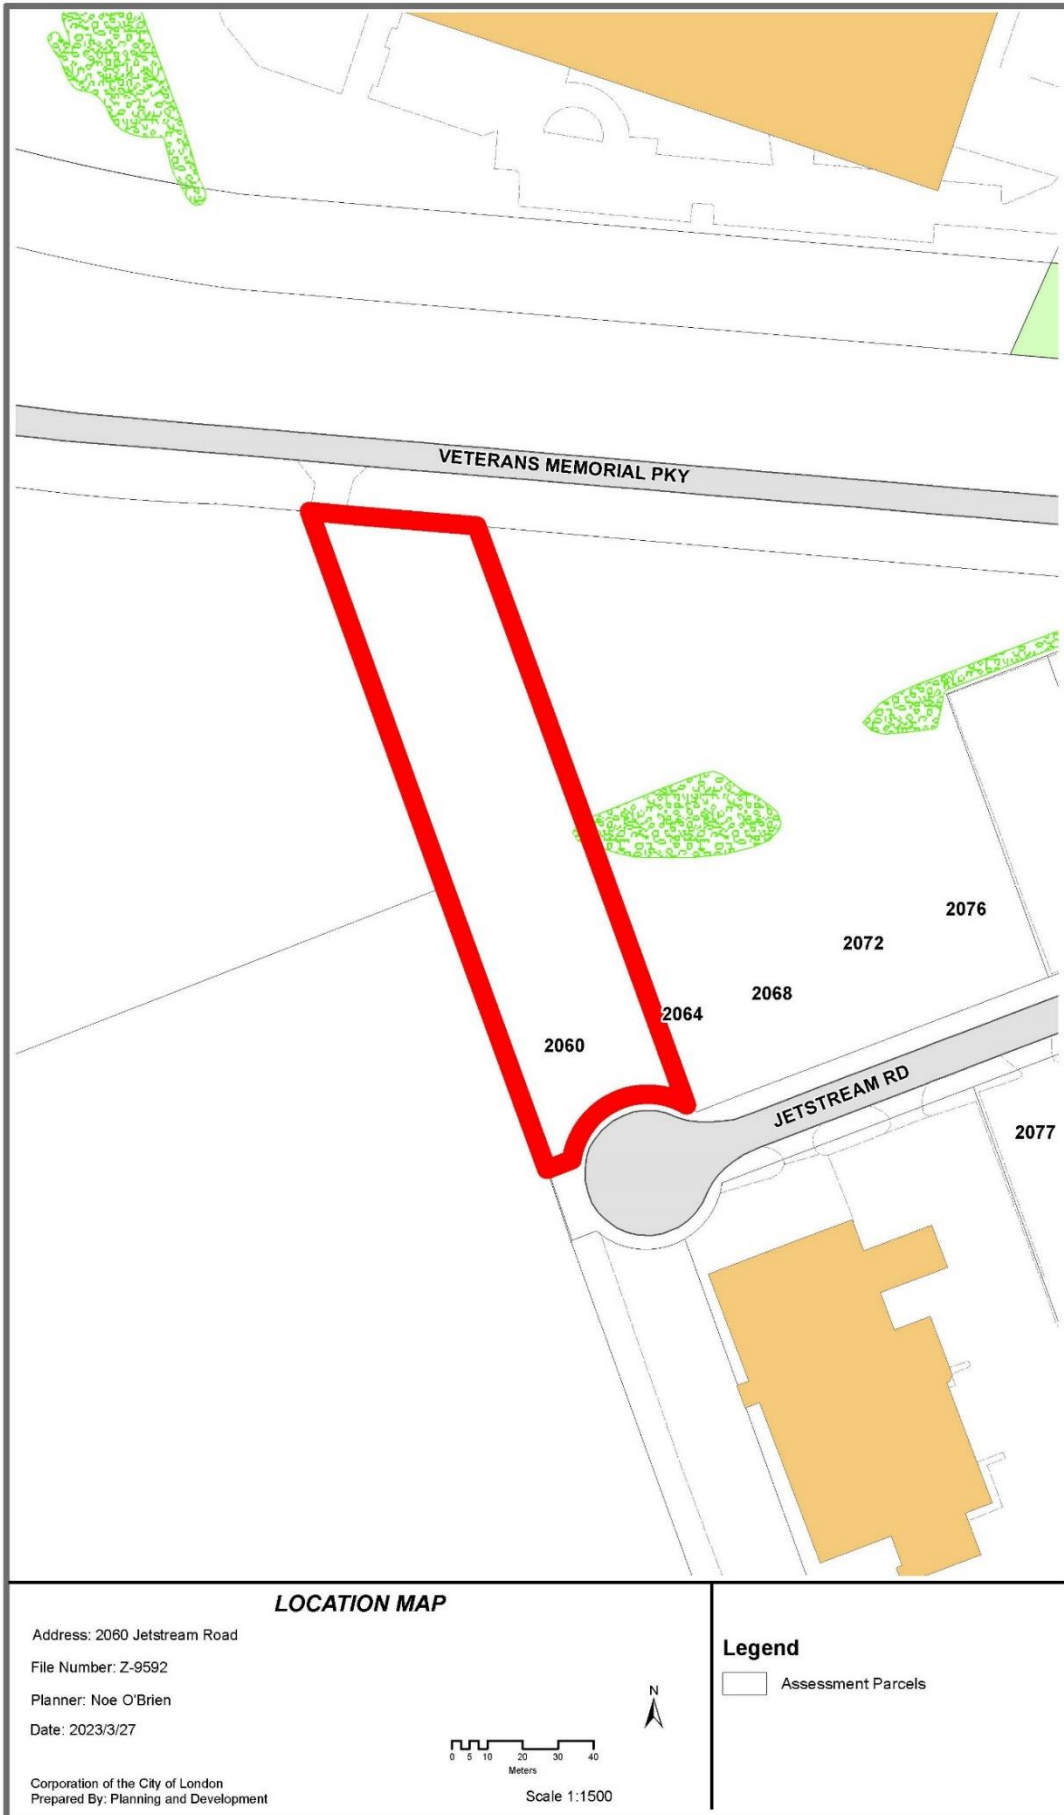 VETERANS MEMORIAL PKY
2076
2072
2068
2064
2060
JETSTREAM RD
2077
LOCATION MAP
Address: 2060 Jetstream Road
File Number: Z-9592
Planner: Noe O'Brien
Date: 2023/3/27
Corporation of the City of London
Prepared By: Planning and Development
N
0 5 10 20 30 40
Meters
Scale 1:1500
Legend
Assessment Parcels